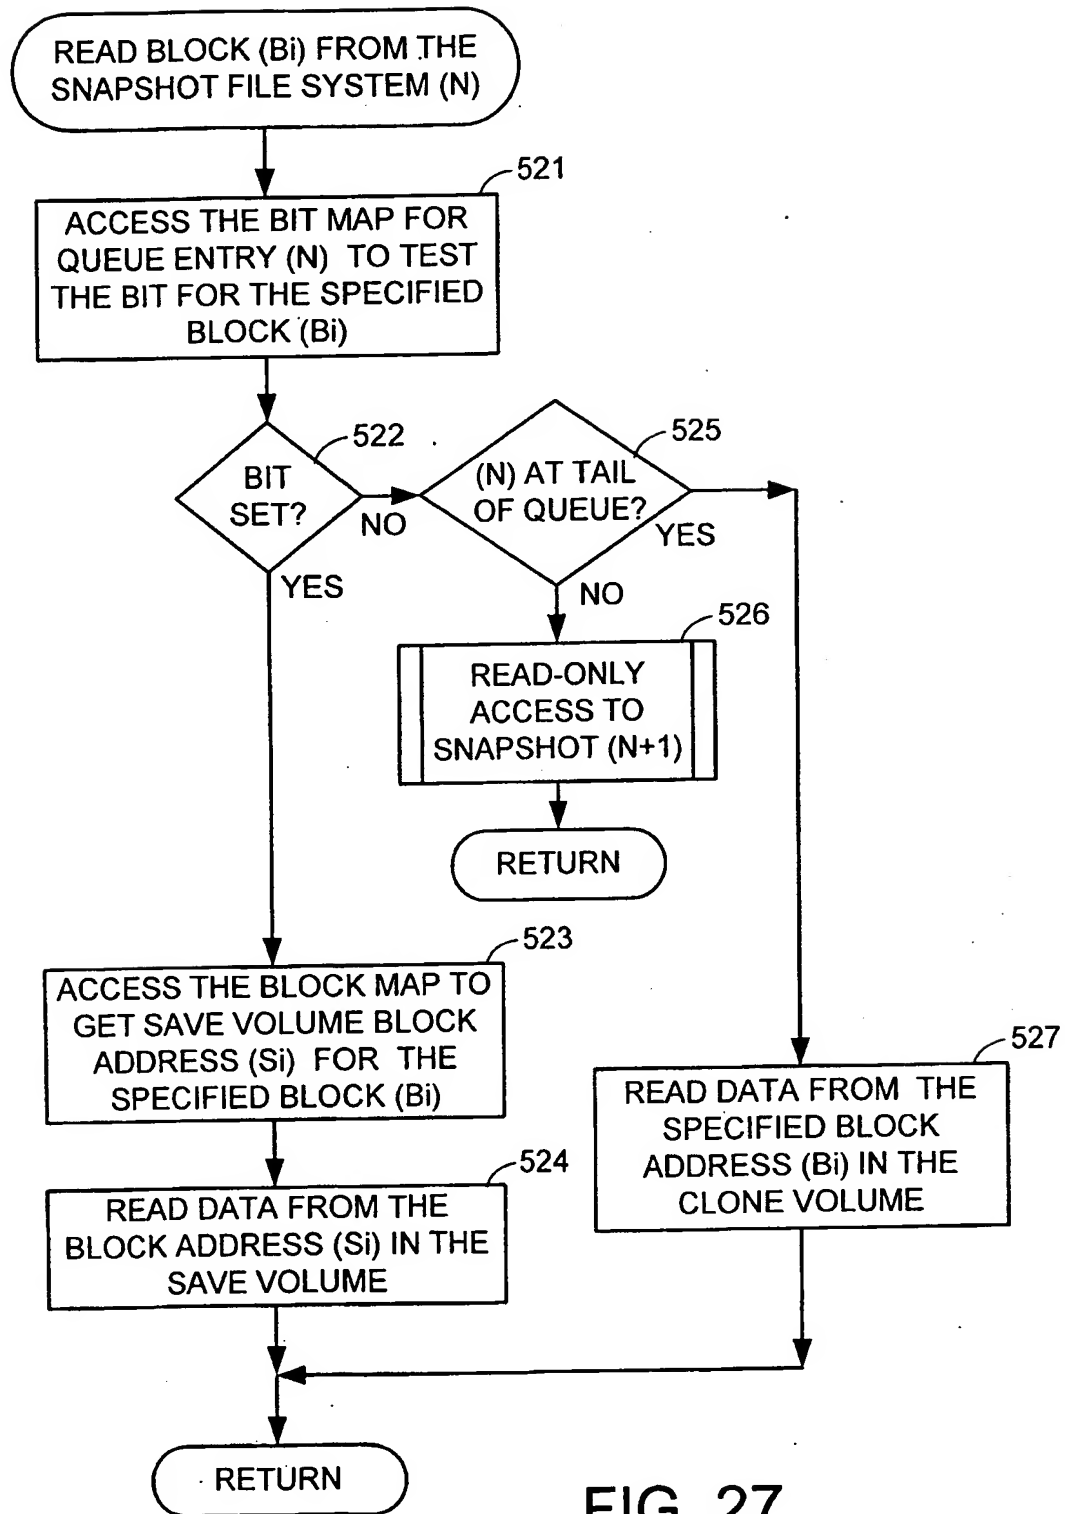 READ BLOCK (Bi) FROM THE
SNAPSHOT FILE SYSTEM (N)
521
ACCESS THE BIT MAP FOR
QUEUE ENTRY (N) TO TEST
THE BIT FOR THE SPECIFIED
BLOCK (Bi)
522
BIT
SET?
NO
YES
525
(N) AT TAIL
OF QUEUE?
YES
NO
526
READ-ONLY
ACCESS TO
SNAPSHOT (N+1)
RETURN
523
ACCESS THE BLOCK MAP TO
GET SAVE VOLUME BLOCK
ADDRESS (Si) FOR THE
SPECIFIED BLOCK (Bi)
527
READ DATA FROM THE
SPECIFIED BLOCK
ADDRESS (Bi) IN THE
CLONE VOLUME
524
READ DATA FROM THE
BLOCK ADDRESS (Si) IN THE
SAVE VOLUME
RETURN
FIG. 27